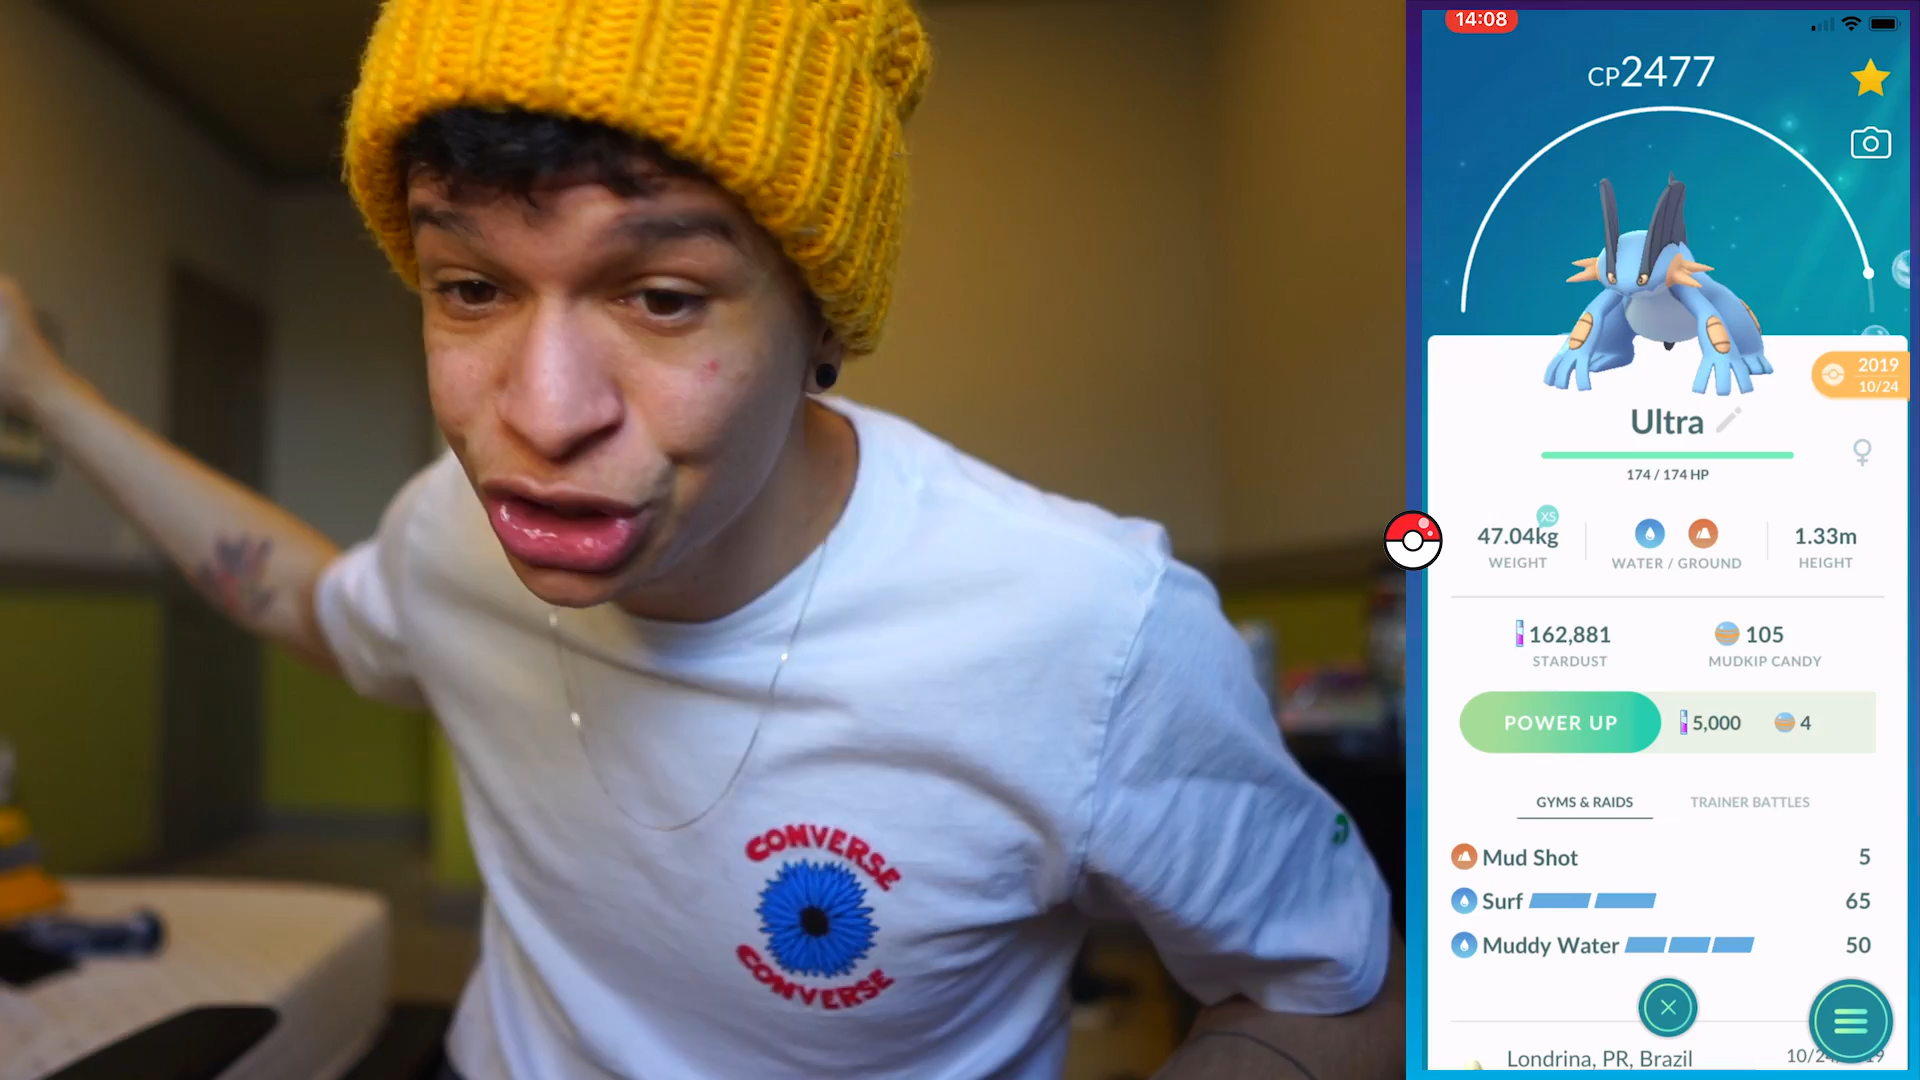 CONVERSE
CONVERSE
14:08
CP2477
2019
10/24
Ultra
174 / 174 HP
XS
47.04kg
WEIGHT
WATER / GROUND
1.33m
HEIGHT
162,881
STARDUST
105
MUDKIP CANDY
POWER UP
5,000
4
GYMS & RAIDS
TRAINER BATTLES
Mud Shot 5
Surf 65
Muddy Water 50
Londrina, PR, Brazil